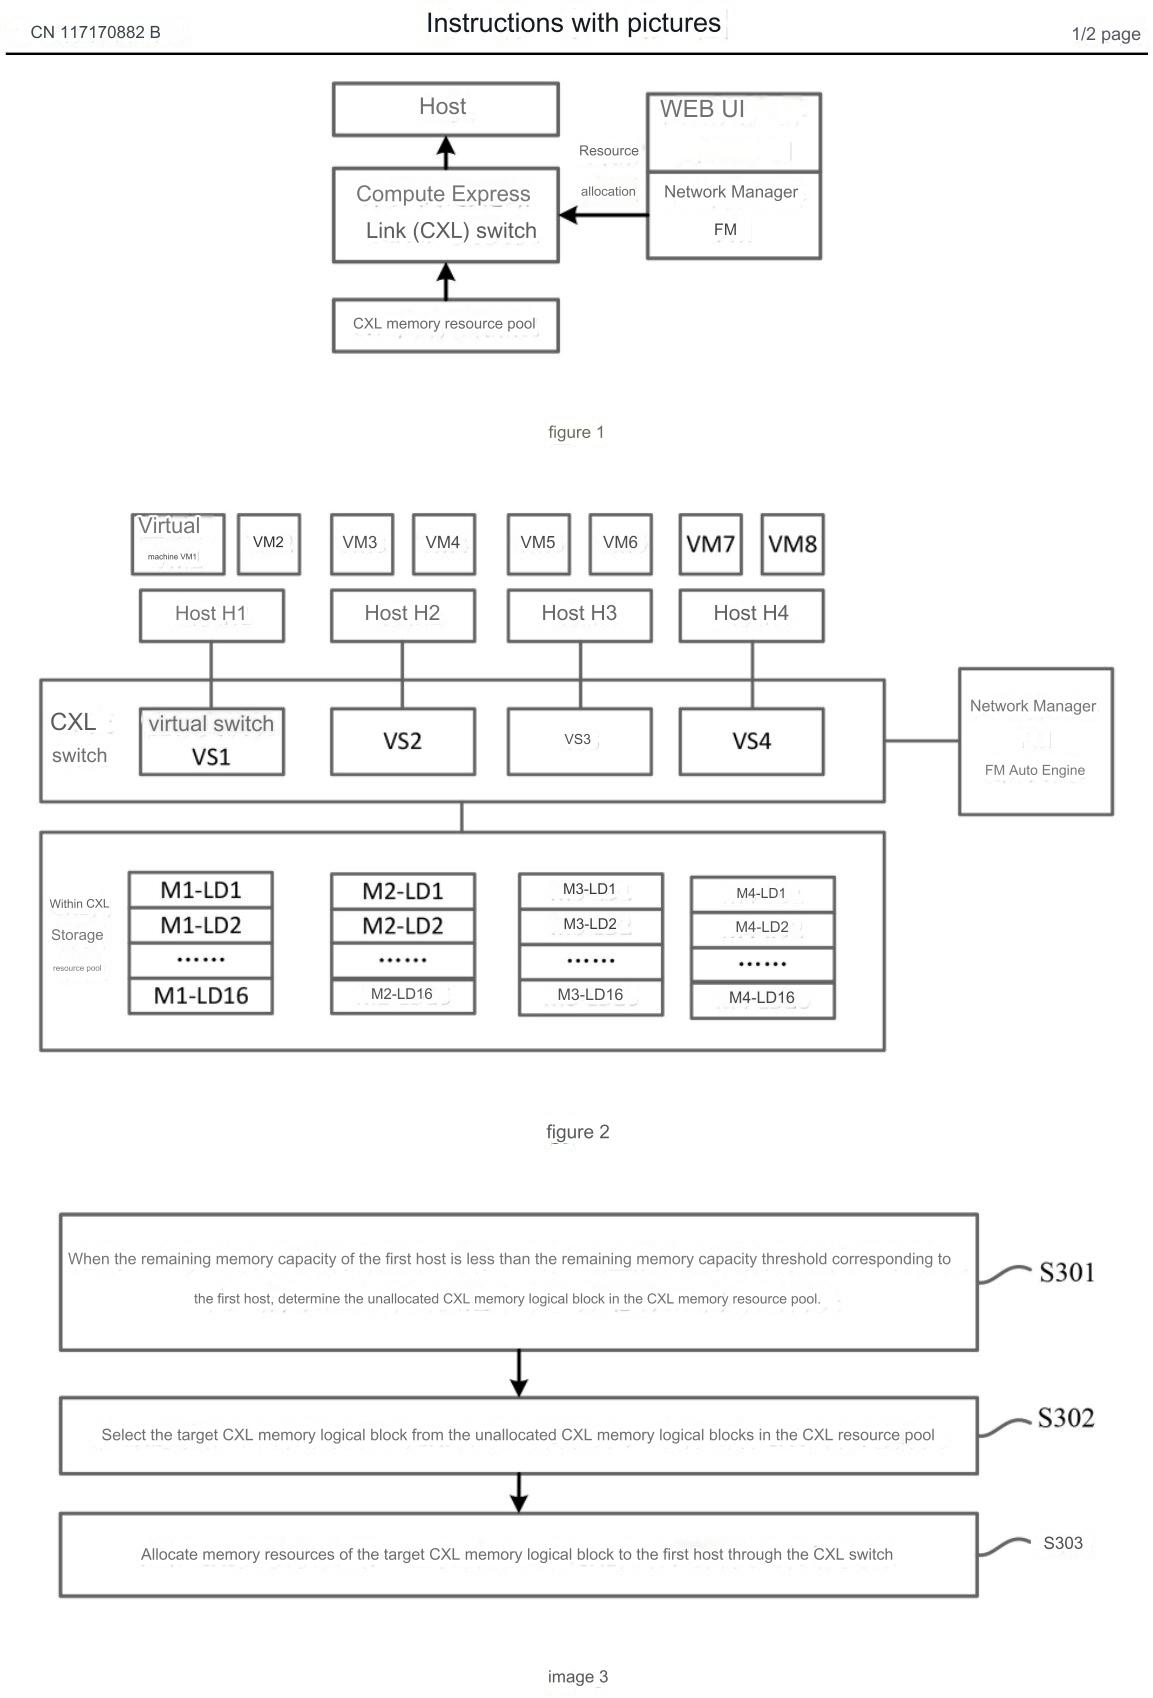 CN 117170882 B
Instructions with pictures
1/2 page
Host
WEB UI
Resource
Compute Express
allocation
Network Manager
Link (CXL) switch
FM
CXL memory resource pool
figure 1
Virtual
machine VM1
VM2
VM3
VM4
VM5
VM6
VM7
VM8
Host H1
Host H2
Host H3
Host H4
CXL
switch
virtual switch
VS1
VS2
VS3
VS4
Network Manager
FM Auto Engine
Within CXL
Storage
resource pool
M1-LD1
M1-LD2
······
M1-LD16
M2-LD1
M2-LD2
······
M2-LD16
M3-LD1
M3-LD2
······
M3-LD16
M4-LD1
M4-LD2
······
M4-LD16
figure 2
When the remaining memory capacity of the first host is less than the remaining memory capacity threshold corresponding to
the first host, determine the unallocated CXL memory logical block in the CXL memory resource pool.
S301
Select the target CXL memory logical block from the unallocated CXL memory logical blocks in the CXL resource pool
S302
Allocate memory resources of the target CXL memory logical block to the first host through the CXL switch
S303
image 3